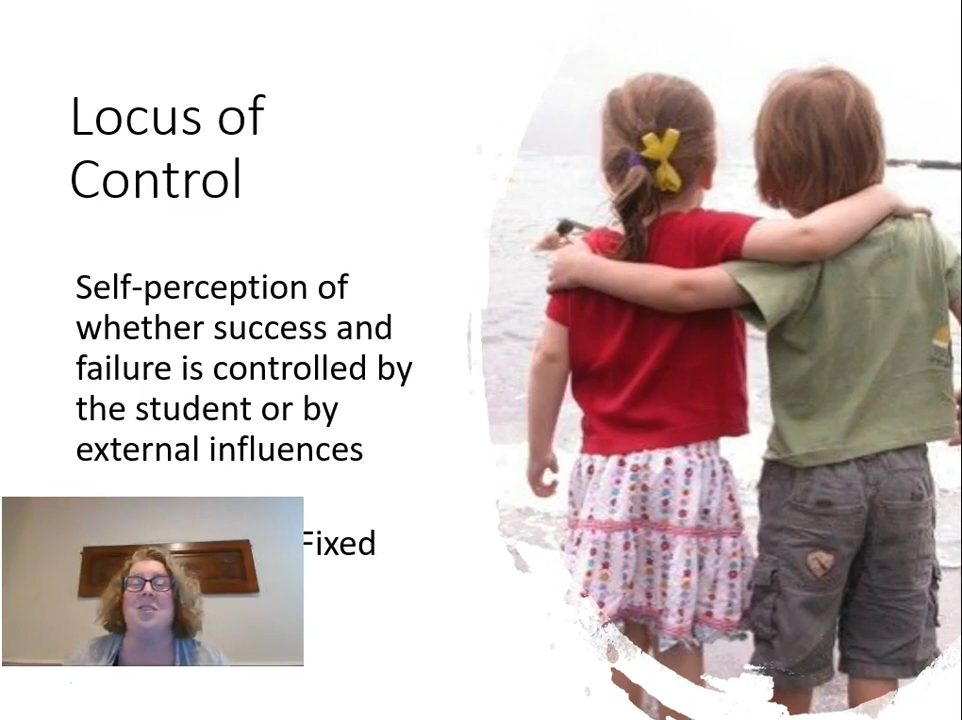 Locus of
Control
Self-perception of
whether success and
failure is controlled by
the student or by
external influences
Fixed